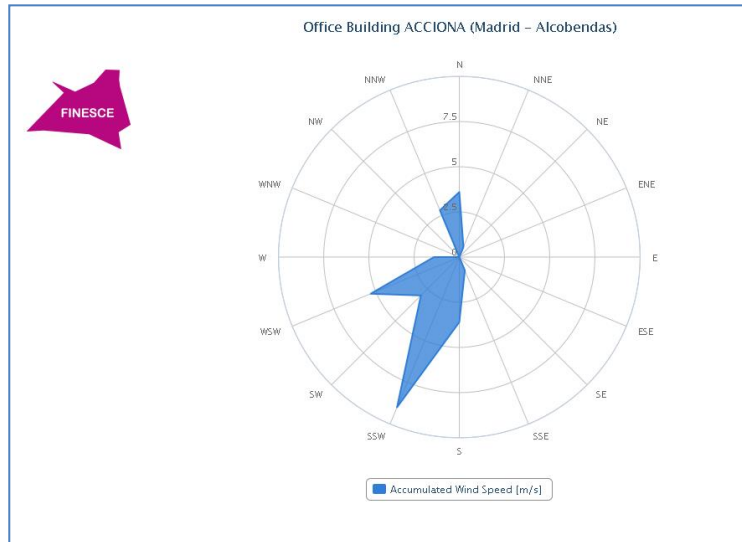 Office Building ACCIONA (Madrid – Alcobendas)
FINESCE
N
NNE
NE
ENE
E
ESE
SE
SSE
S
SSW
SW
WSW
W
WNW
NW
NNW
7.5
5
2.5
0
Accumulated Wind Speed [m/s]